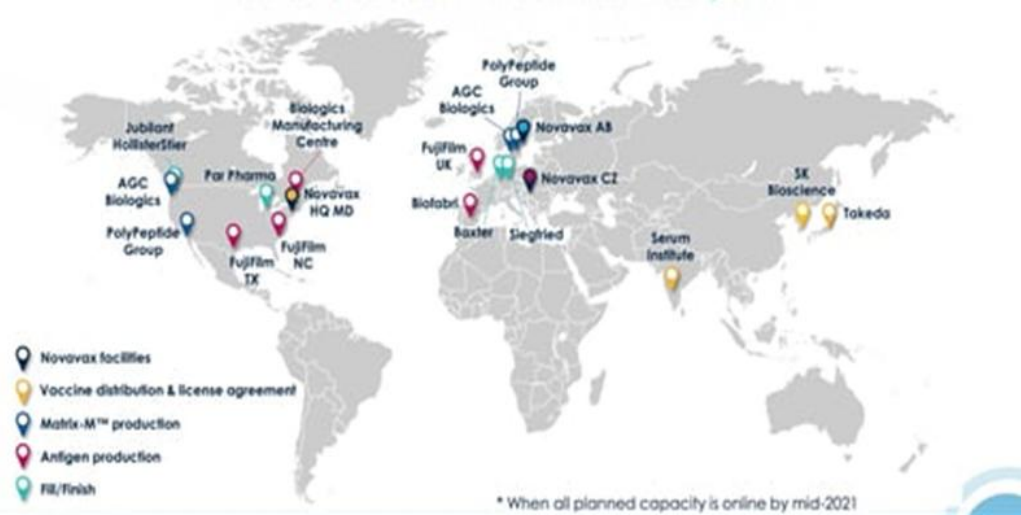 PolyPeptide
Group
AGC
Biologics
Novavax AB
Biologics
Manufacturing
Centre
Jubilant
HollisterStier
FujiFilm
UK
Par Pharma
Novavax CZ
SK
Bioscience
AGC
Biologics
Novavax
HQ MD
Biofabri
Takeda
PolyPeptide
Group
FujiFilm
NC
Baxter
Siegfried
Serum
Institute
FujiFilm
TX
Novavax facilities
Vaccine distribution & license agreement
Matrix-M™ production
Antigen production
Fill/Finish
* When all planned capacity is online by mid-2021